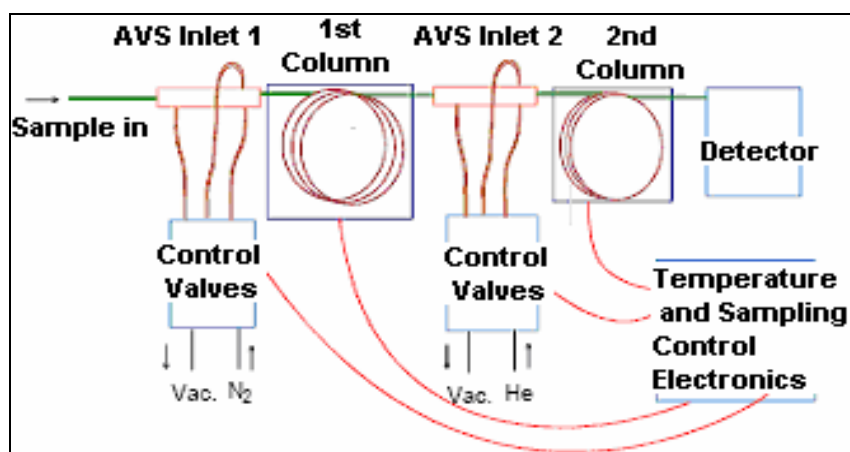 AVS Inlet 1
1st
Column
AVS Inlet 2
2nd
Column
Sample in
Detector
Control
Valves
Control
Valves
Temperature
and Sampling
Control
Electronics
Vac. N₂
Vac. He